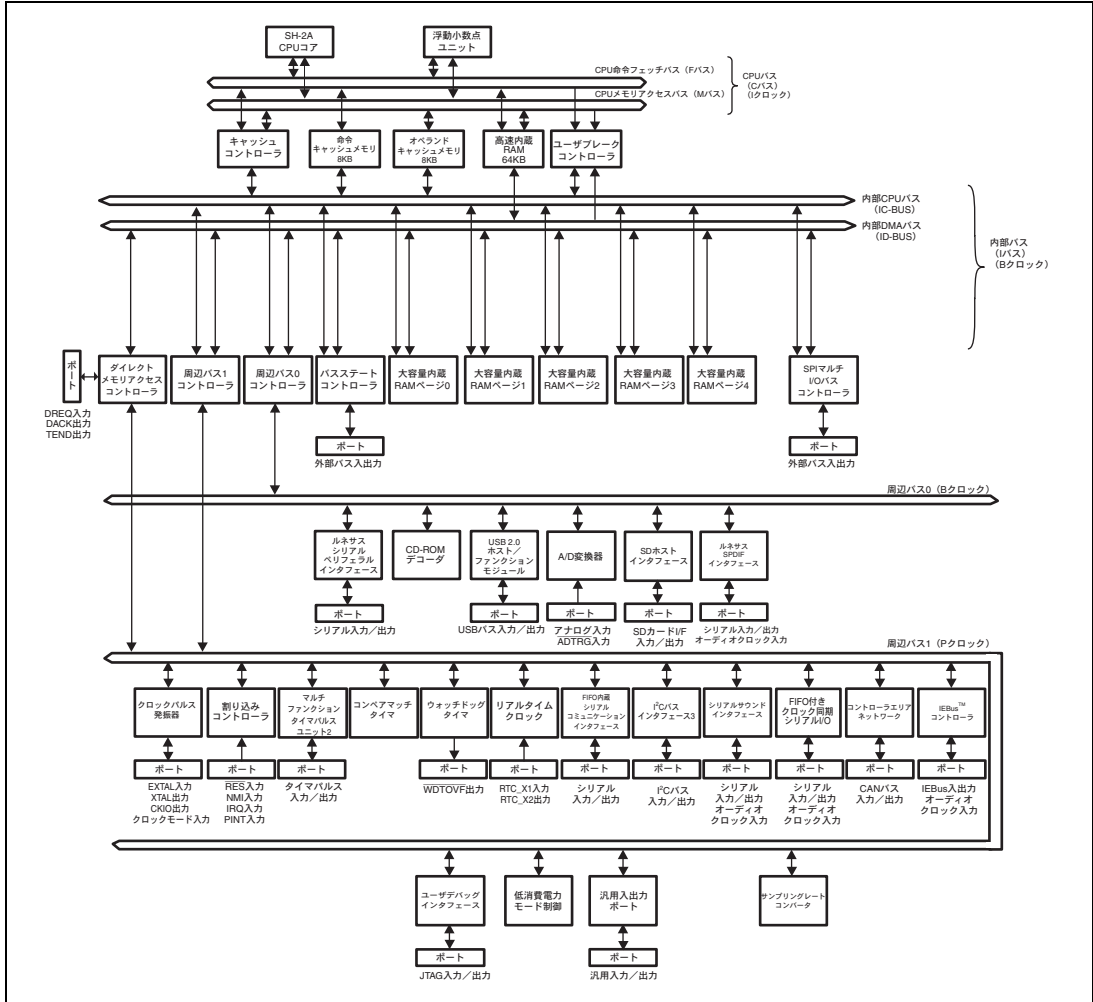 SH-2A
CPUコア
浮動小数点
ユニット
CPU命令フェッチバス（Fバス）
CPUメモリアクセスバス（Mバス）
CPUバス
（Cバス）
（Iクロック）
キャッシュ
コントローラ
命令
キャッシュメモリ
8KB
オペランド
キャッシュメモリ
8KB
高速内蔵
RAM
64KB
ユーザブレーク
コントローラ
内部CPUバス
（IC-BUS）
内部DMAバス
（ID-BUS）
内部バス
（Iバス）
（Bクロック）
ポート
DREQ入力
DACK出力
TEND出力
ダイレクト
メモリアクセス
コントローラ
周辺バス1
コントローラ
周辺バス0
コントローラ
バスステート
コントローラ
大容量内蔵
RAMページ0
大容量内蔵
RAMページ1
大容量内蔵
RAMページ2
大容量内蔵
RAMページ3
大容量内蔵
RAMページ4
SPIマルチ
I/Oバス
コントローラ
ポート
外部バス入出力
ポート
外部バス入出力
周辺バス0（Bクロック）
ルネサス
シリアル
ペリフェラル
インタフェース
CD-ROM
デコーダ
USB 2.0
ホスト／
ファンクション
モジュール
A/D変換器
SDホスト
インタフェース
ルネサス
SPDIF
インタフェース
ポート
シリアル入力／出力
ポート
USBバス入力／出力
ポート
アナログ入力
ADTRG入力
ポート
SDカードI/F
入力／出力
ポート
シリアル入力／出力
オーディオクロック入力
周辺バス1（Pクロック）
クロックパルス
発振器
割り込み
コントローラ
マルチ
ファンクション
タイマパルス
ユニット2
コンペアマッチ
タイマ
ウォッチドッグ
タイマ
リアルタイム
クロック
FIFO内蔵
シリアル
コミュニケーション
インタフェース
I²Cバス
インタフェース3
シリアルサウンド
インタフェース
FIFO付き
クロック同期
シリアルI/O
コントローラエリア
ネットワーク
IEBus™
コントローラ
ポート
EXTAL入力
XTAL出力
CKIO出力
クロックモード入力
ポート
RES入力
NMI入力
IRQ入力
PINT入力
ポート
タイマパルス
入力／出力
ポート
WDTOVF出力
ポート
RTC_X1入力
RTC_X2出力
ポート
シリアル
入力／出力
ポート
I²Cバス
入力／出力
ポート
シリアル
入力／出力
オーディオ
クロック入力
ポート
シリアル
入力／出力
オーディオ
クロック入力
ポート
CANバス
入力／出力
ポート
IEBus入出力
オーディオ
クロック入力
ユーザデバッグ
インタフェース
低消費電力
モード制御
汎用入出力
ポート
サンプリングレート
コンバータ
ポート
JTAG入力／出力
ポート
汎用入力／出力